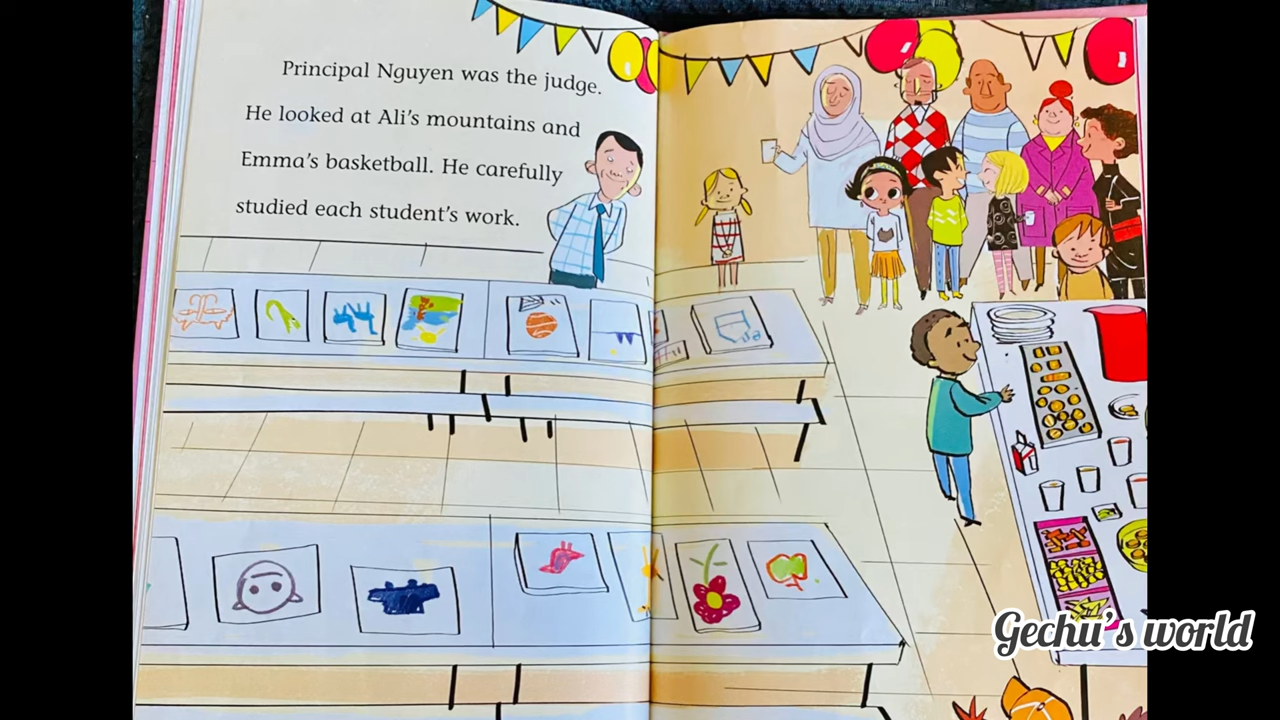 Principal Nguyen was the judge.
He looked at Ali's mountains and
Emma's basketball. He carefully
studied each student's work.
Gechu's world